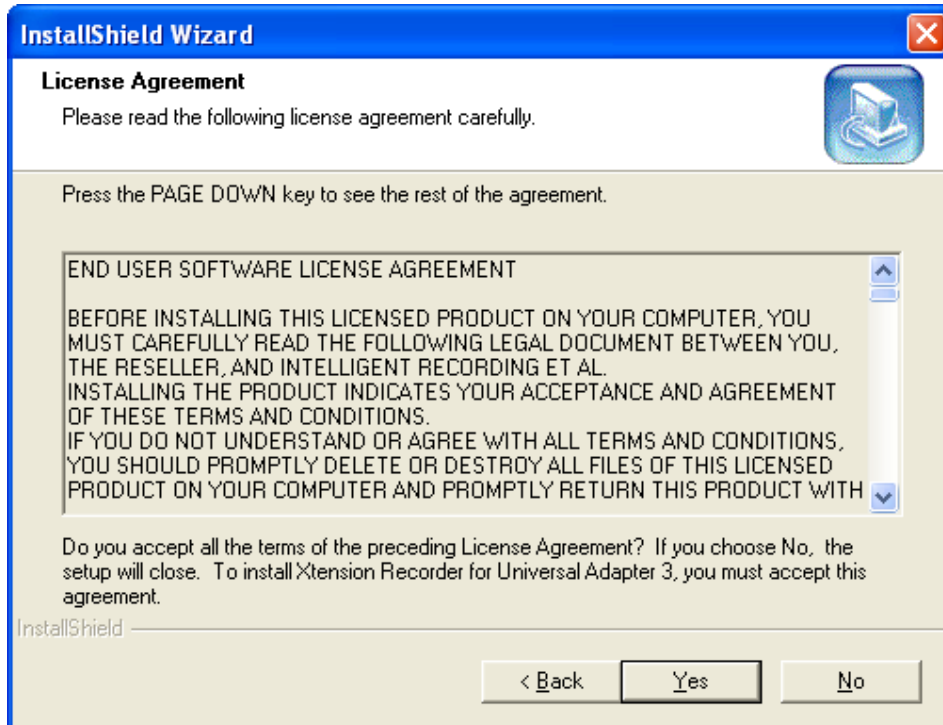 InstallShield Wizard
License Agreement
Please read the following license agreement carefully.
Press the PAGE DOWN key to see the rest of the agreement.
END USER SOFTWARE LICENSE AGREEMENT
BEFORE INSTALLING THIS LICENSED PRODUCT ON YOUR COMPUTER, YOU
MUST CAREFULLY READ THE FOLLOWING LEGAL DOCUMENT BETWEEN YOU,
THE RESELLER, AND INTELLIGENT RECORDING ET AL.
INSTALLING THE PRODUCT INDICATES YOUR ACCEPTANCE AND AGREEMENT
OF THESE TERMS AND CONDITIONS.
IF YOU DO NOT UNDERSTAND OR AGREE WITH ALL TERMS AND CONDITIONS,
YOU SHOULD PROMPTLY DELETE OR DESTROY ALL FILES OF THIS LICENSED
PRODUCT ON YOUR COMPUTER AND PROMPTLY RETURN THIS PRODUCT WITH
Do you accept all the terms of the preceding License Agreement? If you choose No, the
setup will close. To install Xtension Recorder for Universal Adapter 3, you must accept this
agreement.
InstallShield
< Back Yes No